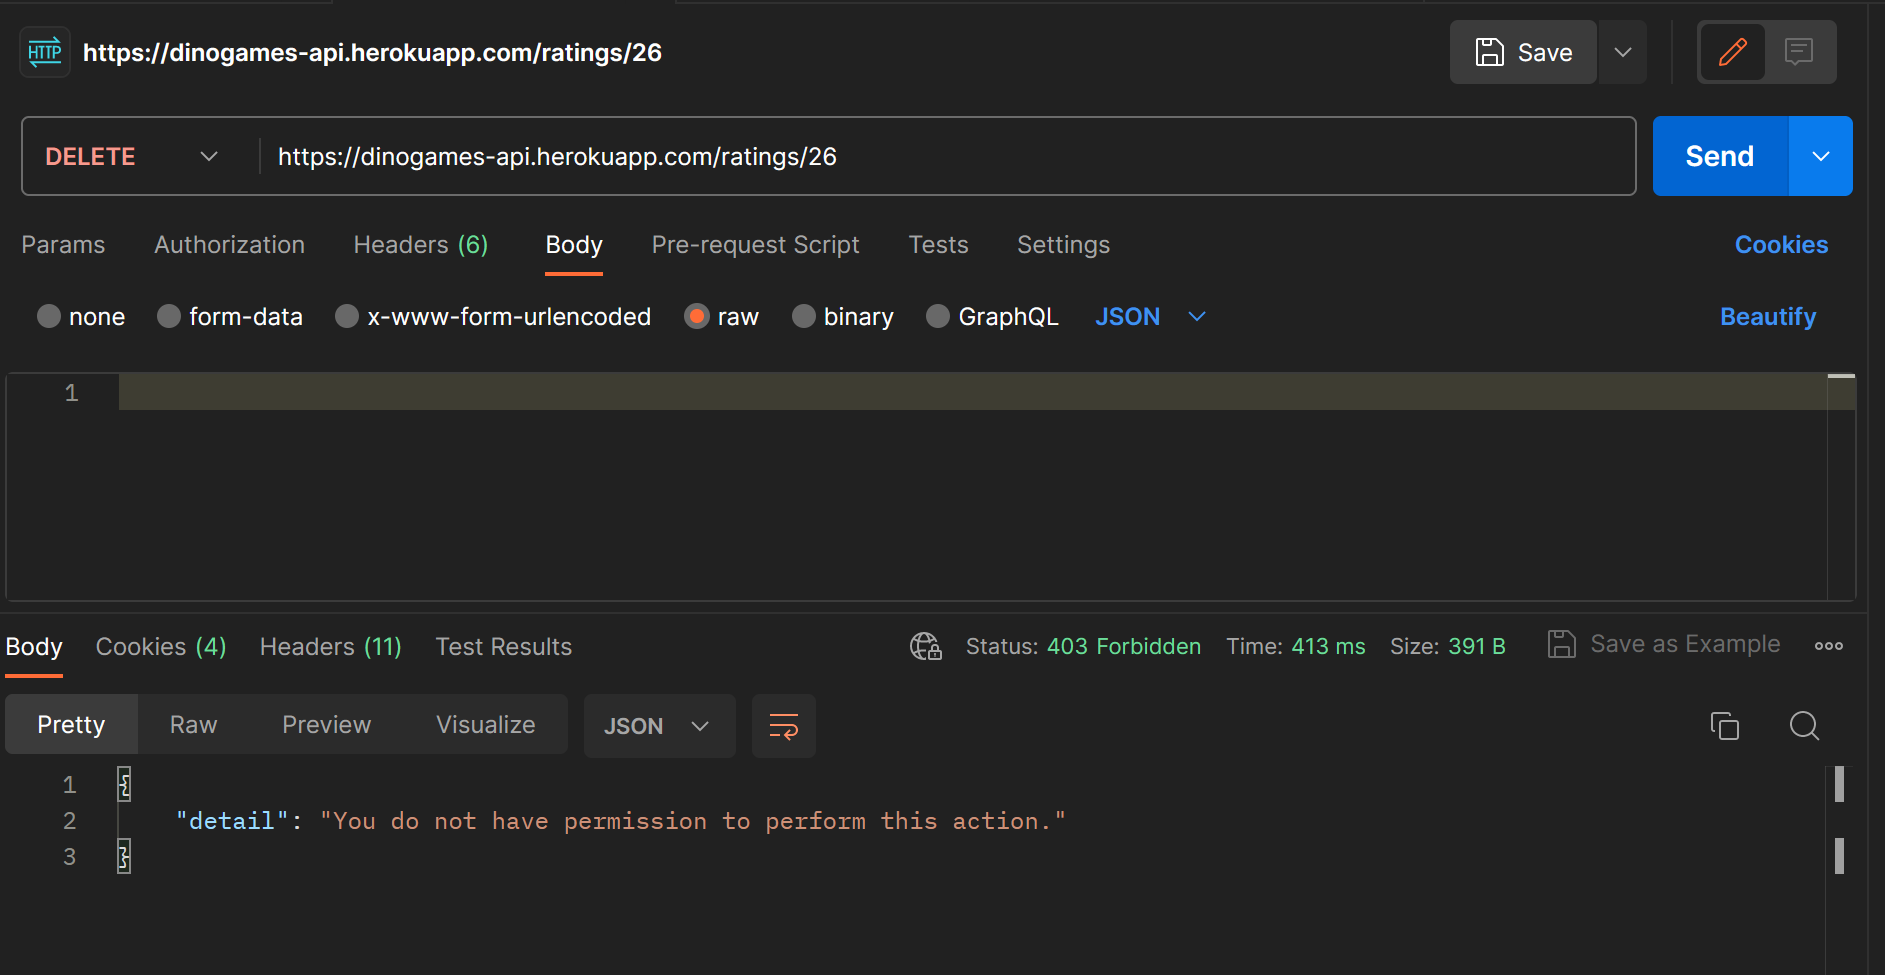 HTTP https://dinogames-api.herokuapp.com/ratings/26 Save
DELETE https://dinogames-api.herokuapp.com/ratings/26 Send
Params Authorization Headers (6) Body Pre-request Script Tests Settings Cookies
none form-data x-www-form-urlencoded raw binary GraphQL JSON Beautify
1
Body Cookies (4) Headers (11) Test Results Status: 403 Forbidden Time: 413 ms Size: 391 B Save as Example
Pretty Raw Preview Visualize JSON
1 {
2 "detail": "You do not have permission to perform this action."
3 }